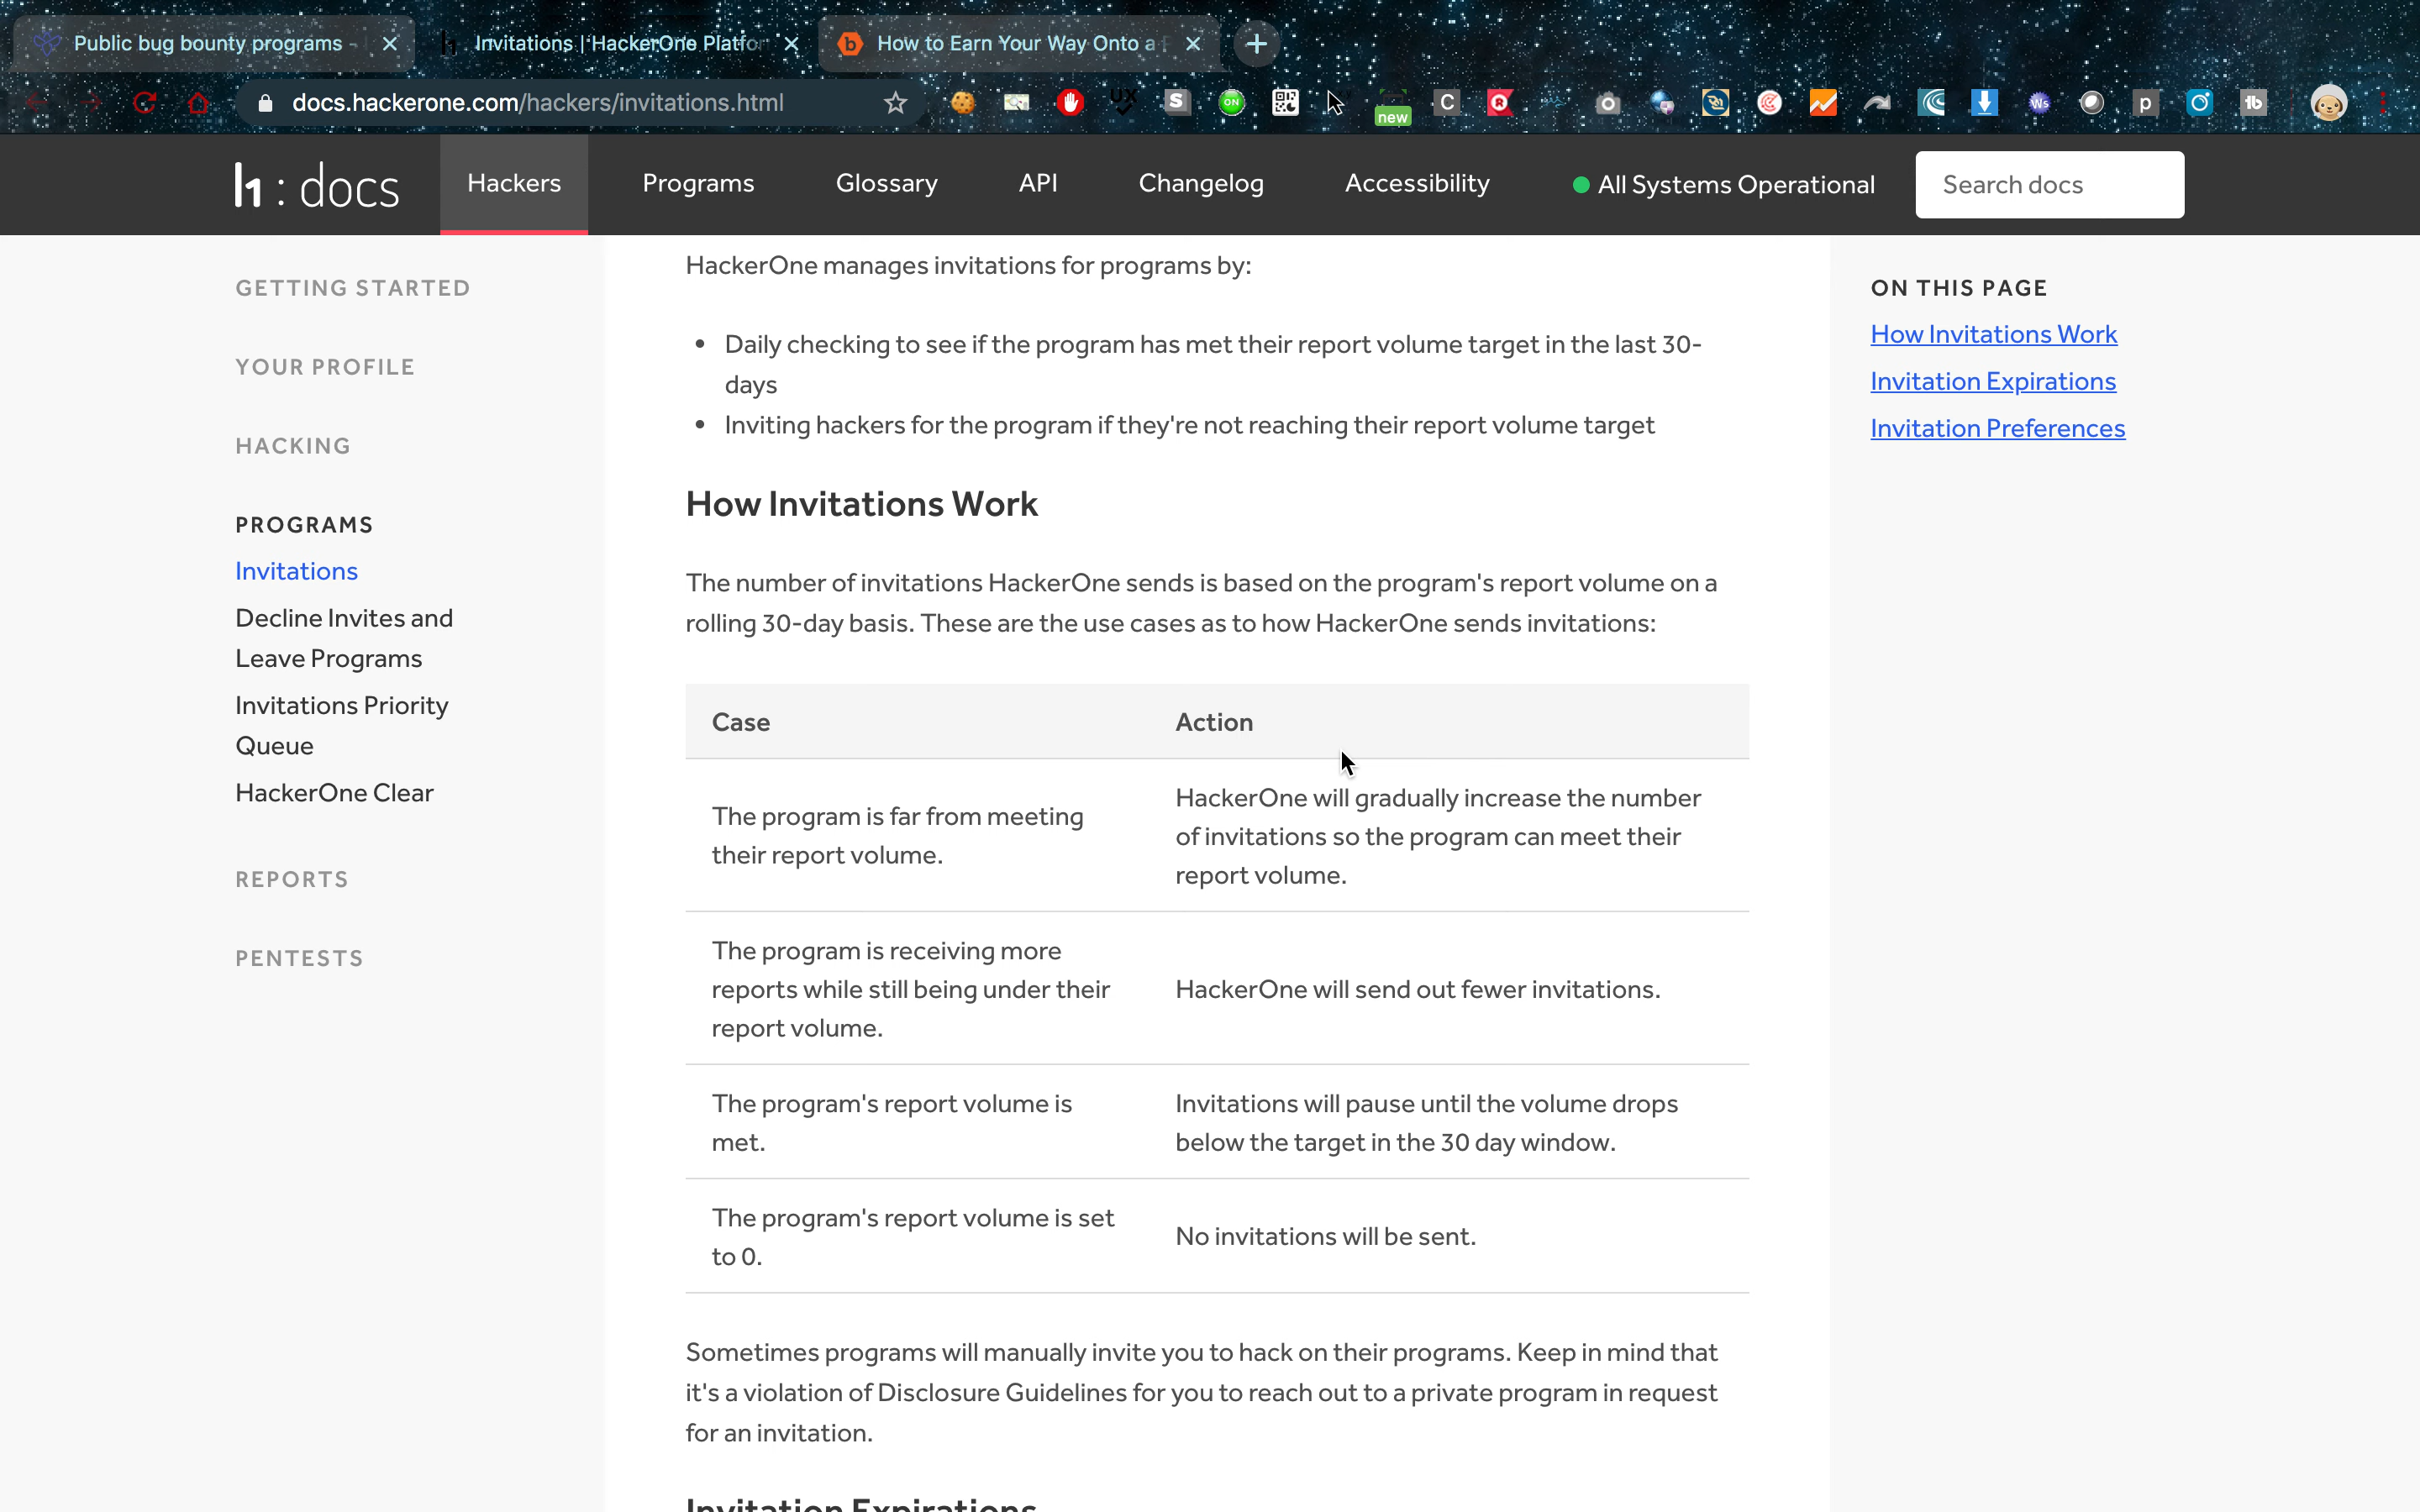 Public bug bounty programs -
Invitations | HackerOne Platfor
How to Earn Your Way Onto a
docs.hackerone.com/hackers/invitations.html
UX
S
ON
new
C
R
Ws
p
h1 : docs
Hackers
Programs
Glossary
API
Changelog
Accessibility
All Systems Operational
Search docs
GETTING STARTED
YOUR PROFILE
HACKING
PROGRAMS
Invitations
Decline Invites and
Leave Programs
Invitations Priority
Queue
HackerOne Clear
REPORTS
PENTESTS
HackerOne manages invitations for programs by:
• Daily checking to see if the program has met their report volume target in the last 30-
days
• Inviting hackers for the program if they're not reaching their report volume target
How Invitations Work
The number of invitations HackerOne sends is based on the program's report volume on a
rolling 30-day basis. These are the use cases as to how HackerOne sends invitations:
Case
Action
The program is far from meeting
their report volume.
HackerOne will gradually increase the number
of invitations so the program can meet their
report volume.
The program is receiving more
reports while still being under their
report volume.
HackerOne will send out fewer invitations.
The program's report volume is
met.
Invitations will pause until the volume drops
below the target in the 30 day window.
The program's report volume is set
to 0.
No invitations will be sent.
Sometimes programs will manually invite you to hack on their programs. Keep in mind that
it's a violation of Disclosure Guidelines for you to reach out to a private program in request
for an invitation.
Invitation Expirations
ON THIS PAGE
How Invitations Work
Invitation Expirations
Invitation Preferences